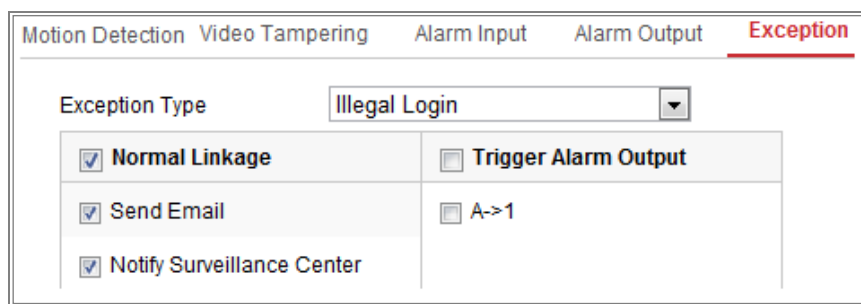 Motion Detection Video Tampering Alarm Input Alarm Output Exception
Exception Type Illegal Login
Normal Linkage Trigger Alarm Output
Send Email A->1
Notify Surveillance Center